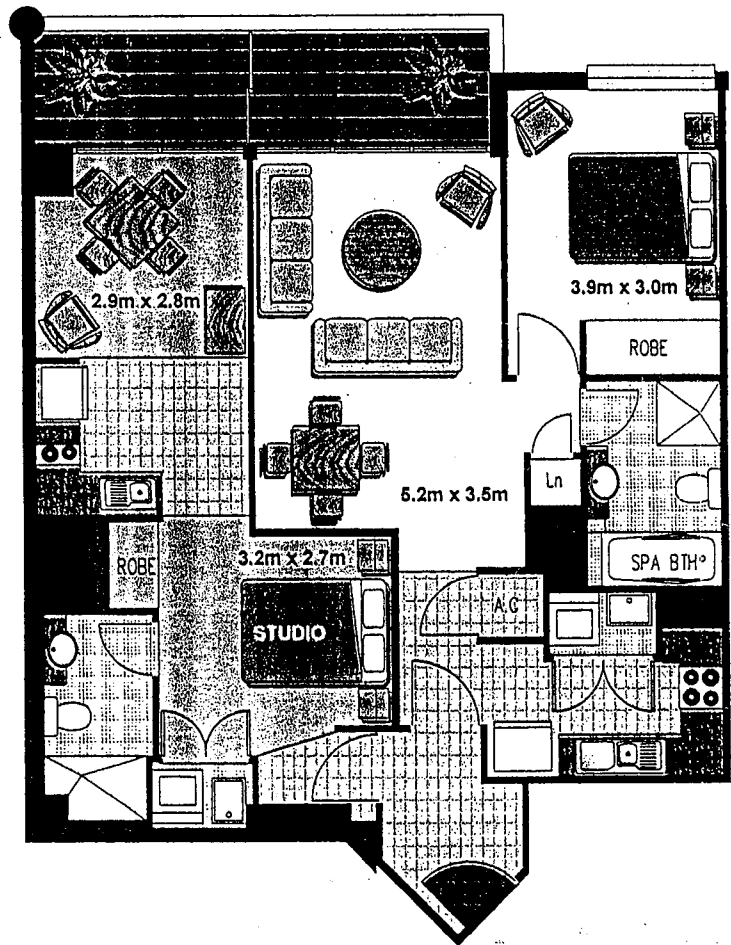 2.9m x 2.8m
3.9m x 3.0m
ROBE
Ln
5.2m x 3.5m
SPA BTH°
ROBE
3.2m x 2.7m
A.C
STUDIO